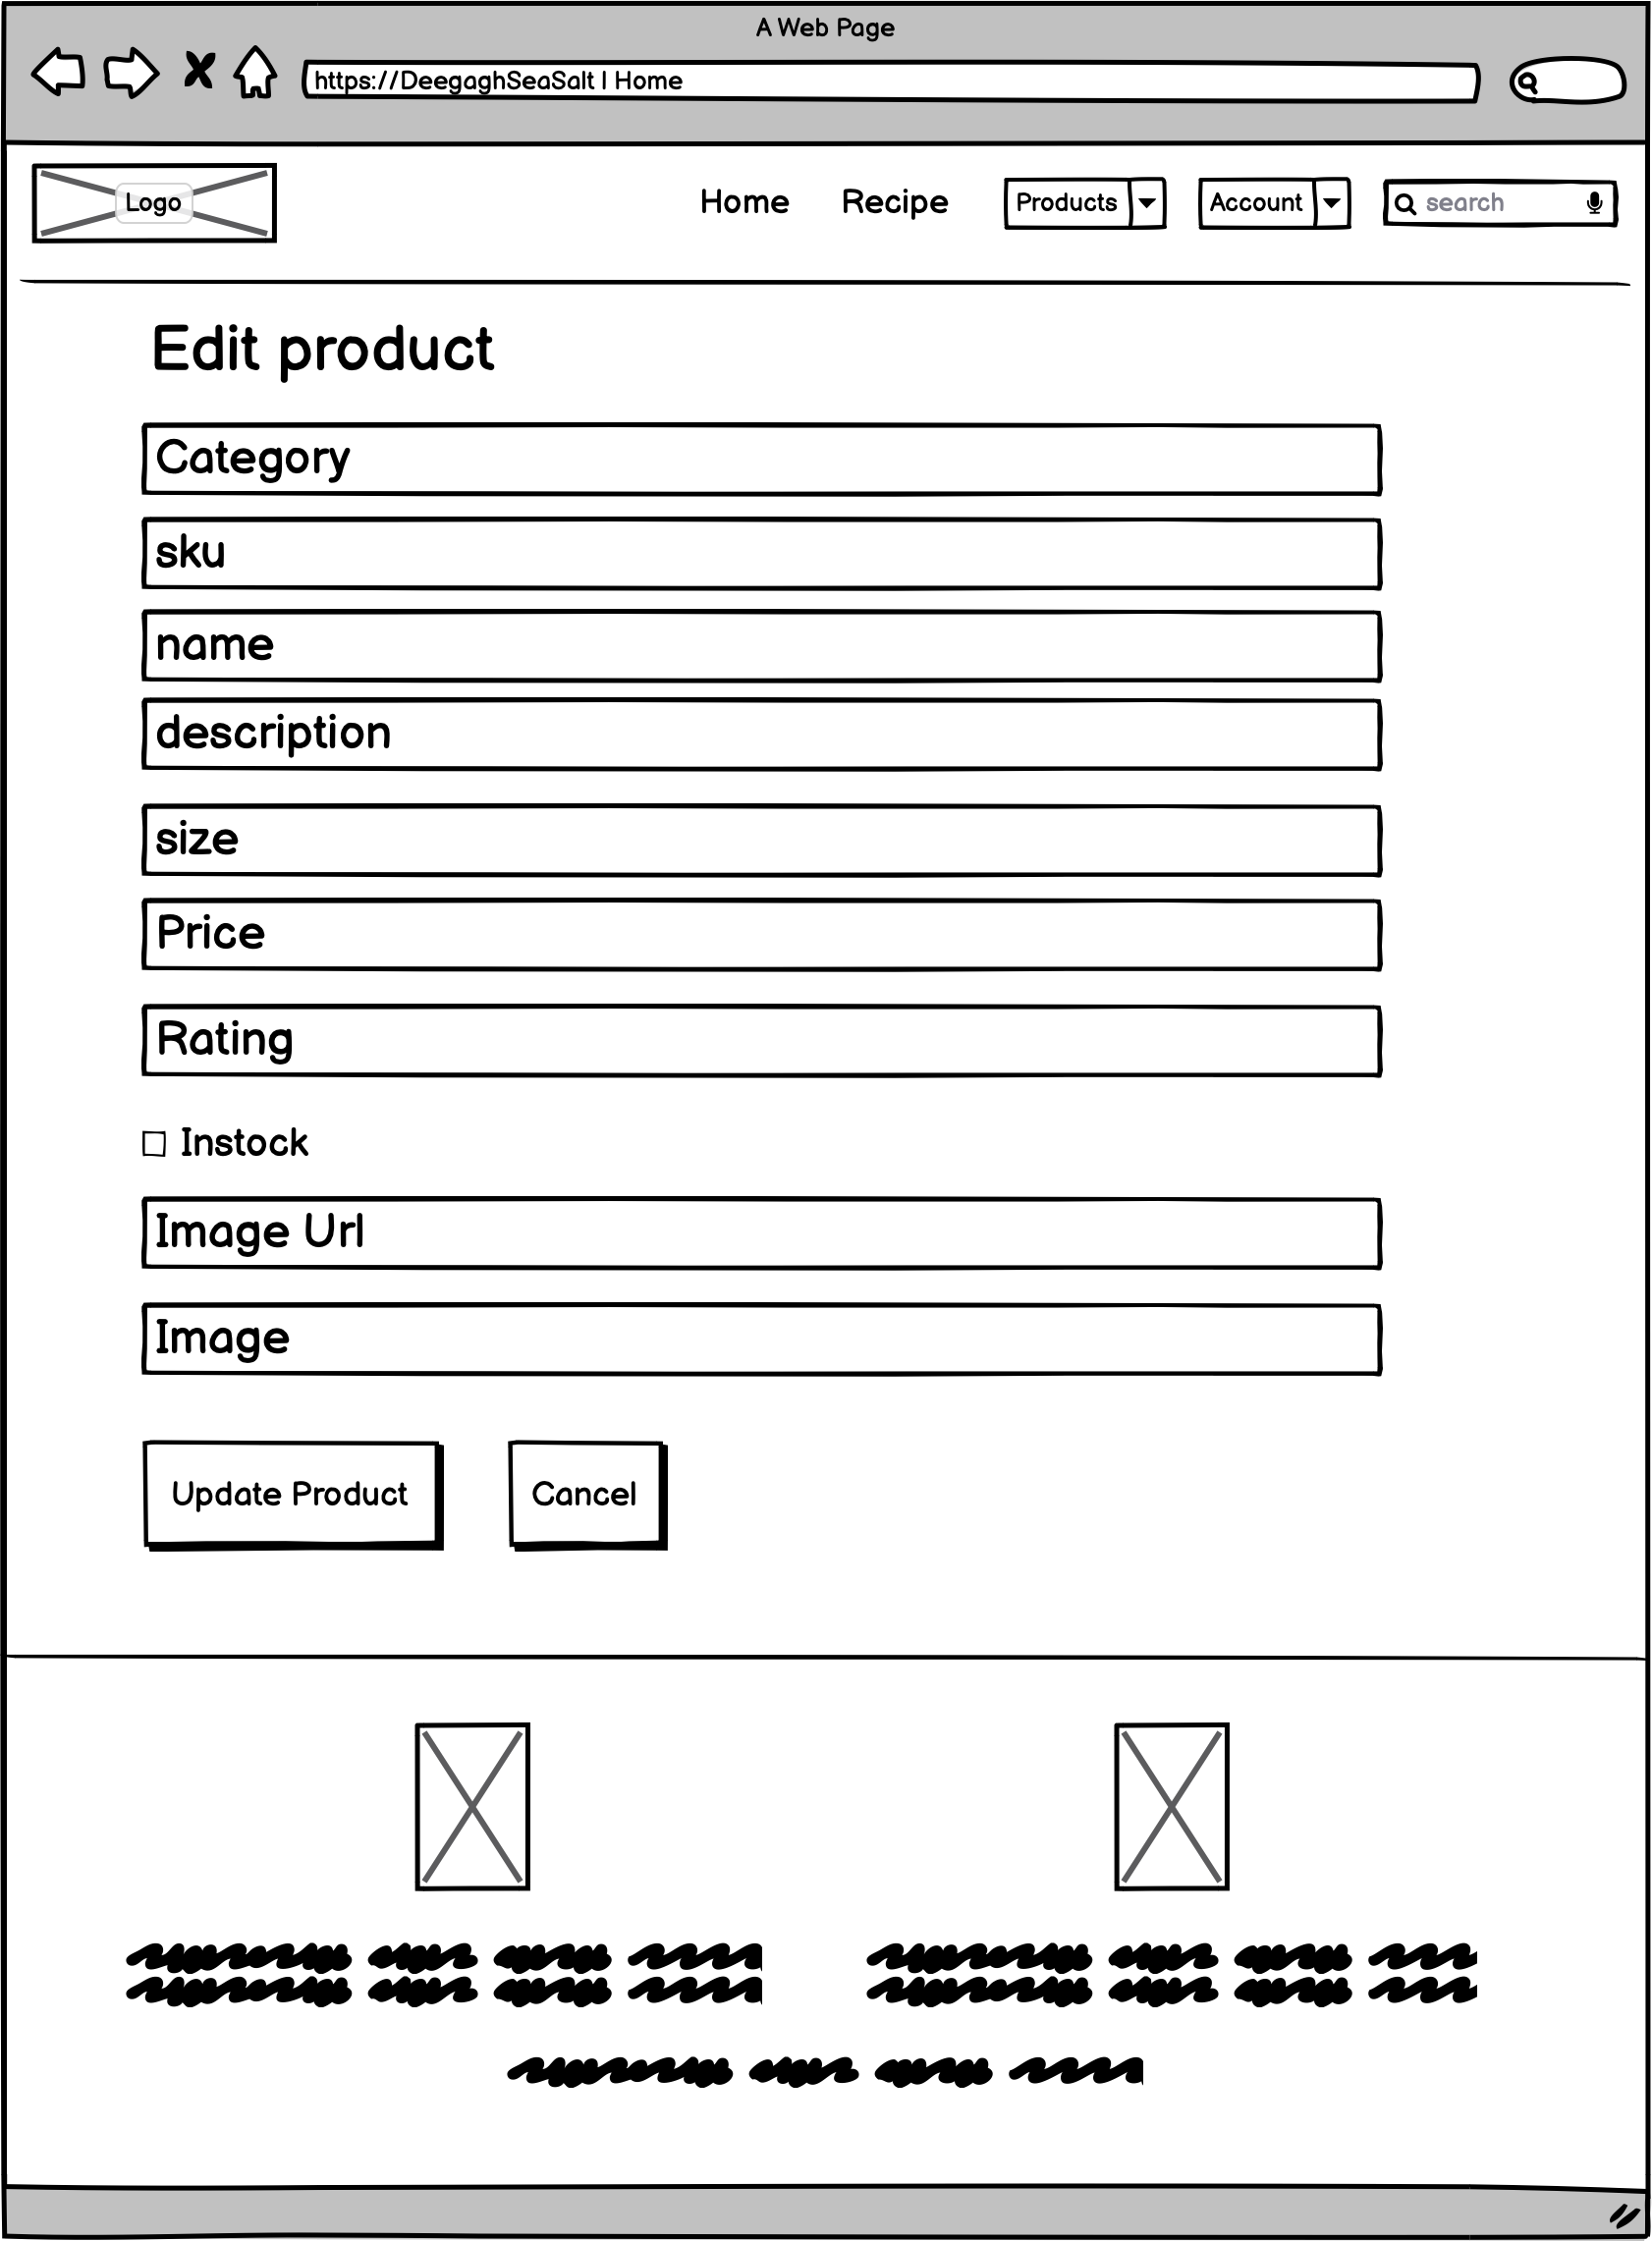 A Web Page
https://DeegaghSeaSalt | Home
Logo
Home Recipe Products Account search
Edit product
Category
sku
name
description
size
Price
Rating
Instock
Image Url
Image
Update Product Cancel